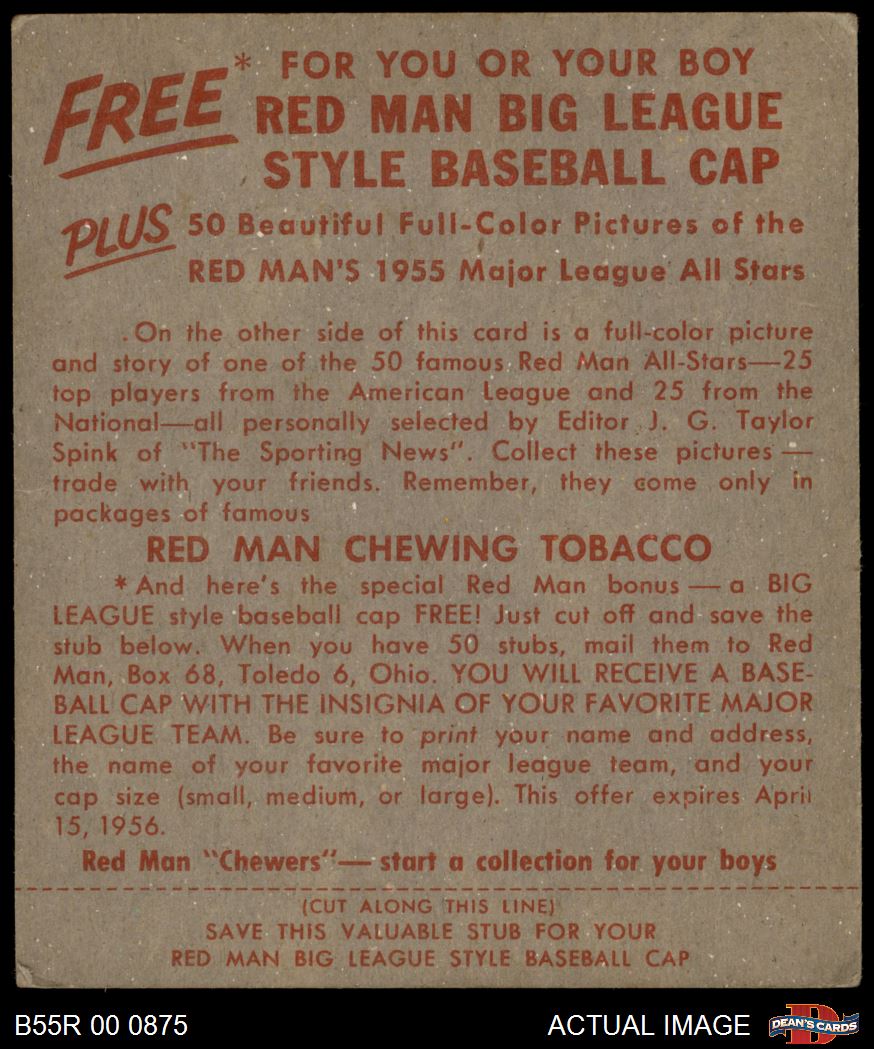 FREE* FOR YOU OR YOUR BOY
RED MAN BIG LEAGUE
STYLE BASEBALL CAP
PLUS 50 Beautiful Full-Color Pictures of the
RED MAN'S 1955 Major League All Stars
On the other side of this card is a full-color picture
and story of one of the 50 famous Red Man All-Stars—25
top players from the American League and 25 from the
National—all personally selected by Editor J. G. Taylor
Spink of "The Sporting News". Collect these pictures —
trade with your friends. Remember, they come only in
packages of famous
RED MAN CHEWING TOBACCO
* And here's the special Red Man bonus — a BIG
LEAGUE style baseball cap FREE! Just cut off and save the
stub below. When you have 50 stubs, mail them to Red
Man, Box 68, Toledo 6, Ohio. YOU WILL RECEIVE A BASE-
BALL CAP WITH THE INSIGNIA OF YOUR FAVORITE MAJOR
LEAGUE TEAM. Be sure to print your name and address,
the name of your favorite major league team, and your
cap size (small, medium, or large). This offer expires April
15, 1956.
Red Man "Chewers"— start a collection for your boys
(CUT ALONG THIS LINE)
SAVE THIS VALUABLE STUB FOR YOUR
RED MAN BIG LEAGUE STYLE BASEBALL CAP
B55R 00 0875 ACTUAL IMAGE DEAN'S CARDS